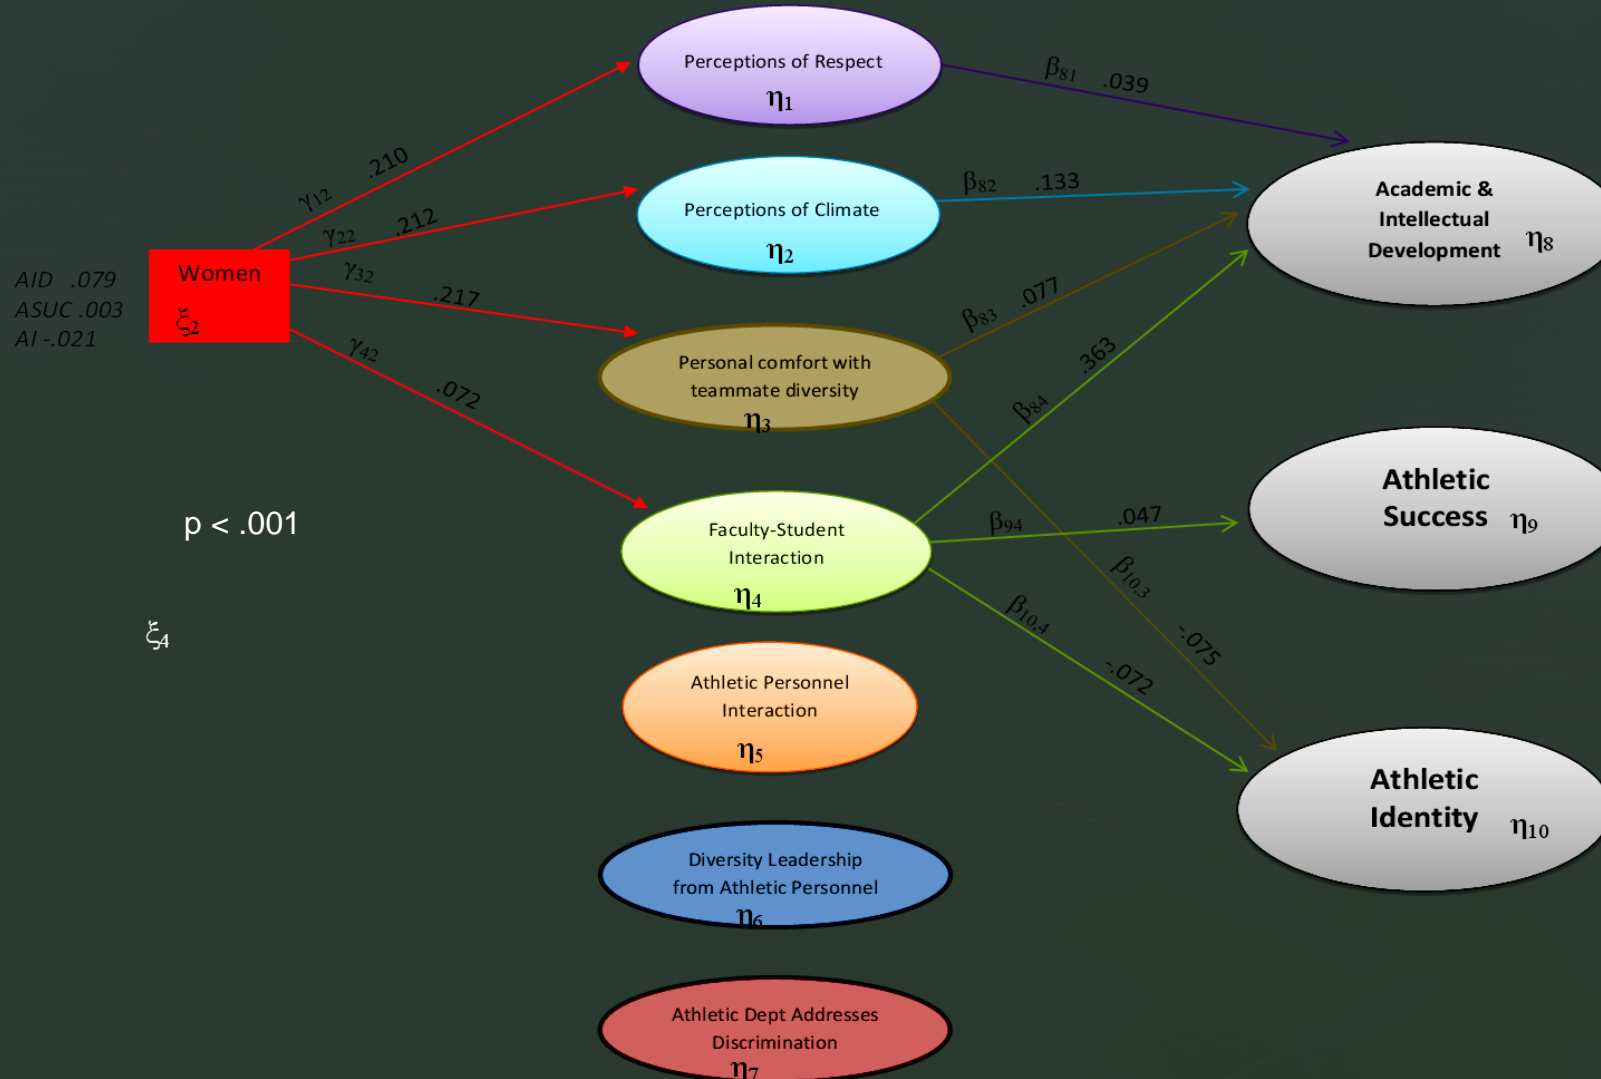 Perceptions of Respect
η1
β81 .039
γ12 .210
Perceptions of Climate
η2
β82 .133
Academic &
Intellectual
Development η8
γ22 .212
Women
ξ2
AID .079
ASUC .003
AI -.021
γ32 .217
β83 .077
Personal comfort with
teammate diversity
η3
γ42 .072
β84 .363
Athletic
Success η9
p < .001
Faculty-Student
Interaction
η4
β94 .047
β10,3 -.075
β10,4 -.072
ξ4
Athletic Personnel
Interaction
η5
Athletic
Identity η10
Diversity Leadership
from Athletic Personnel
η6
Athletic Dept Addresses
Discrimination
η7